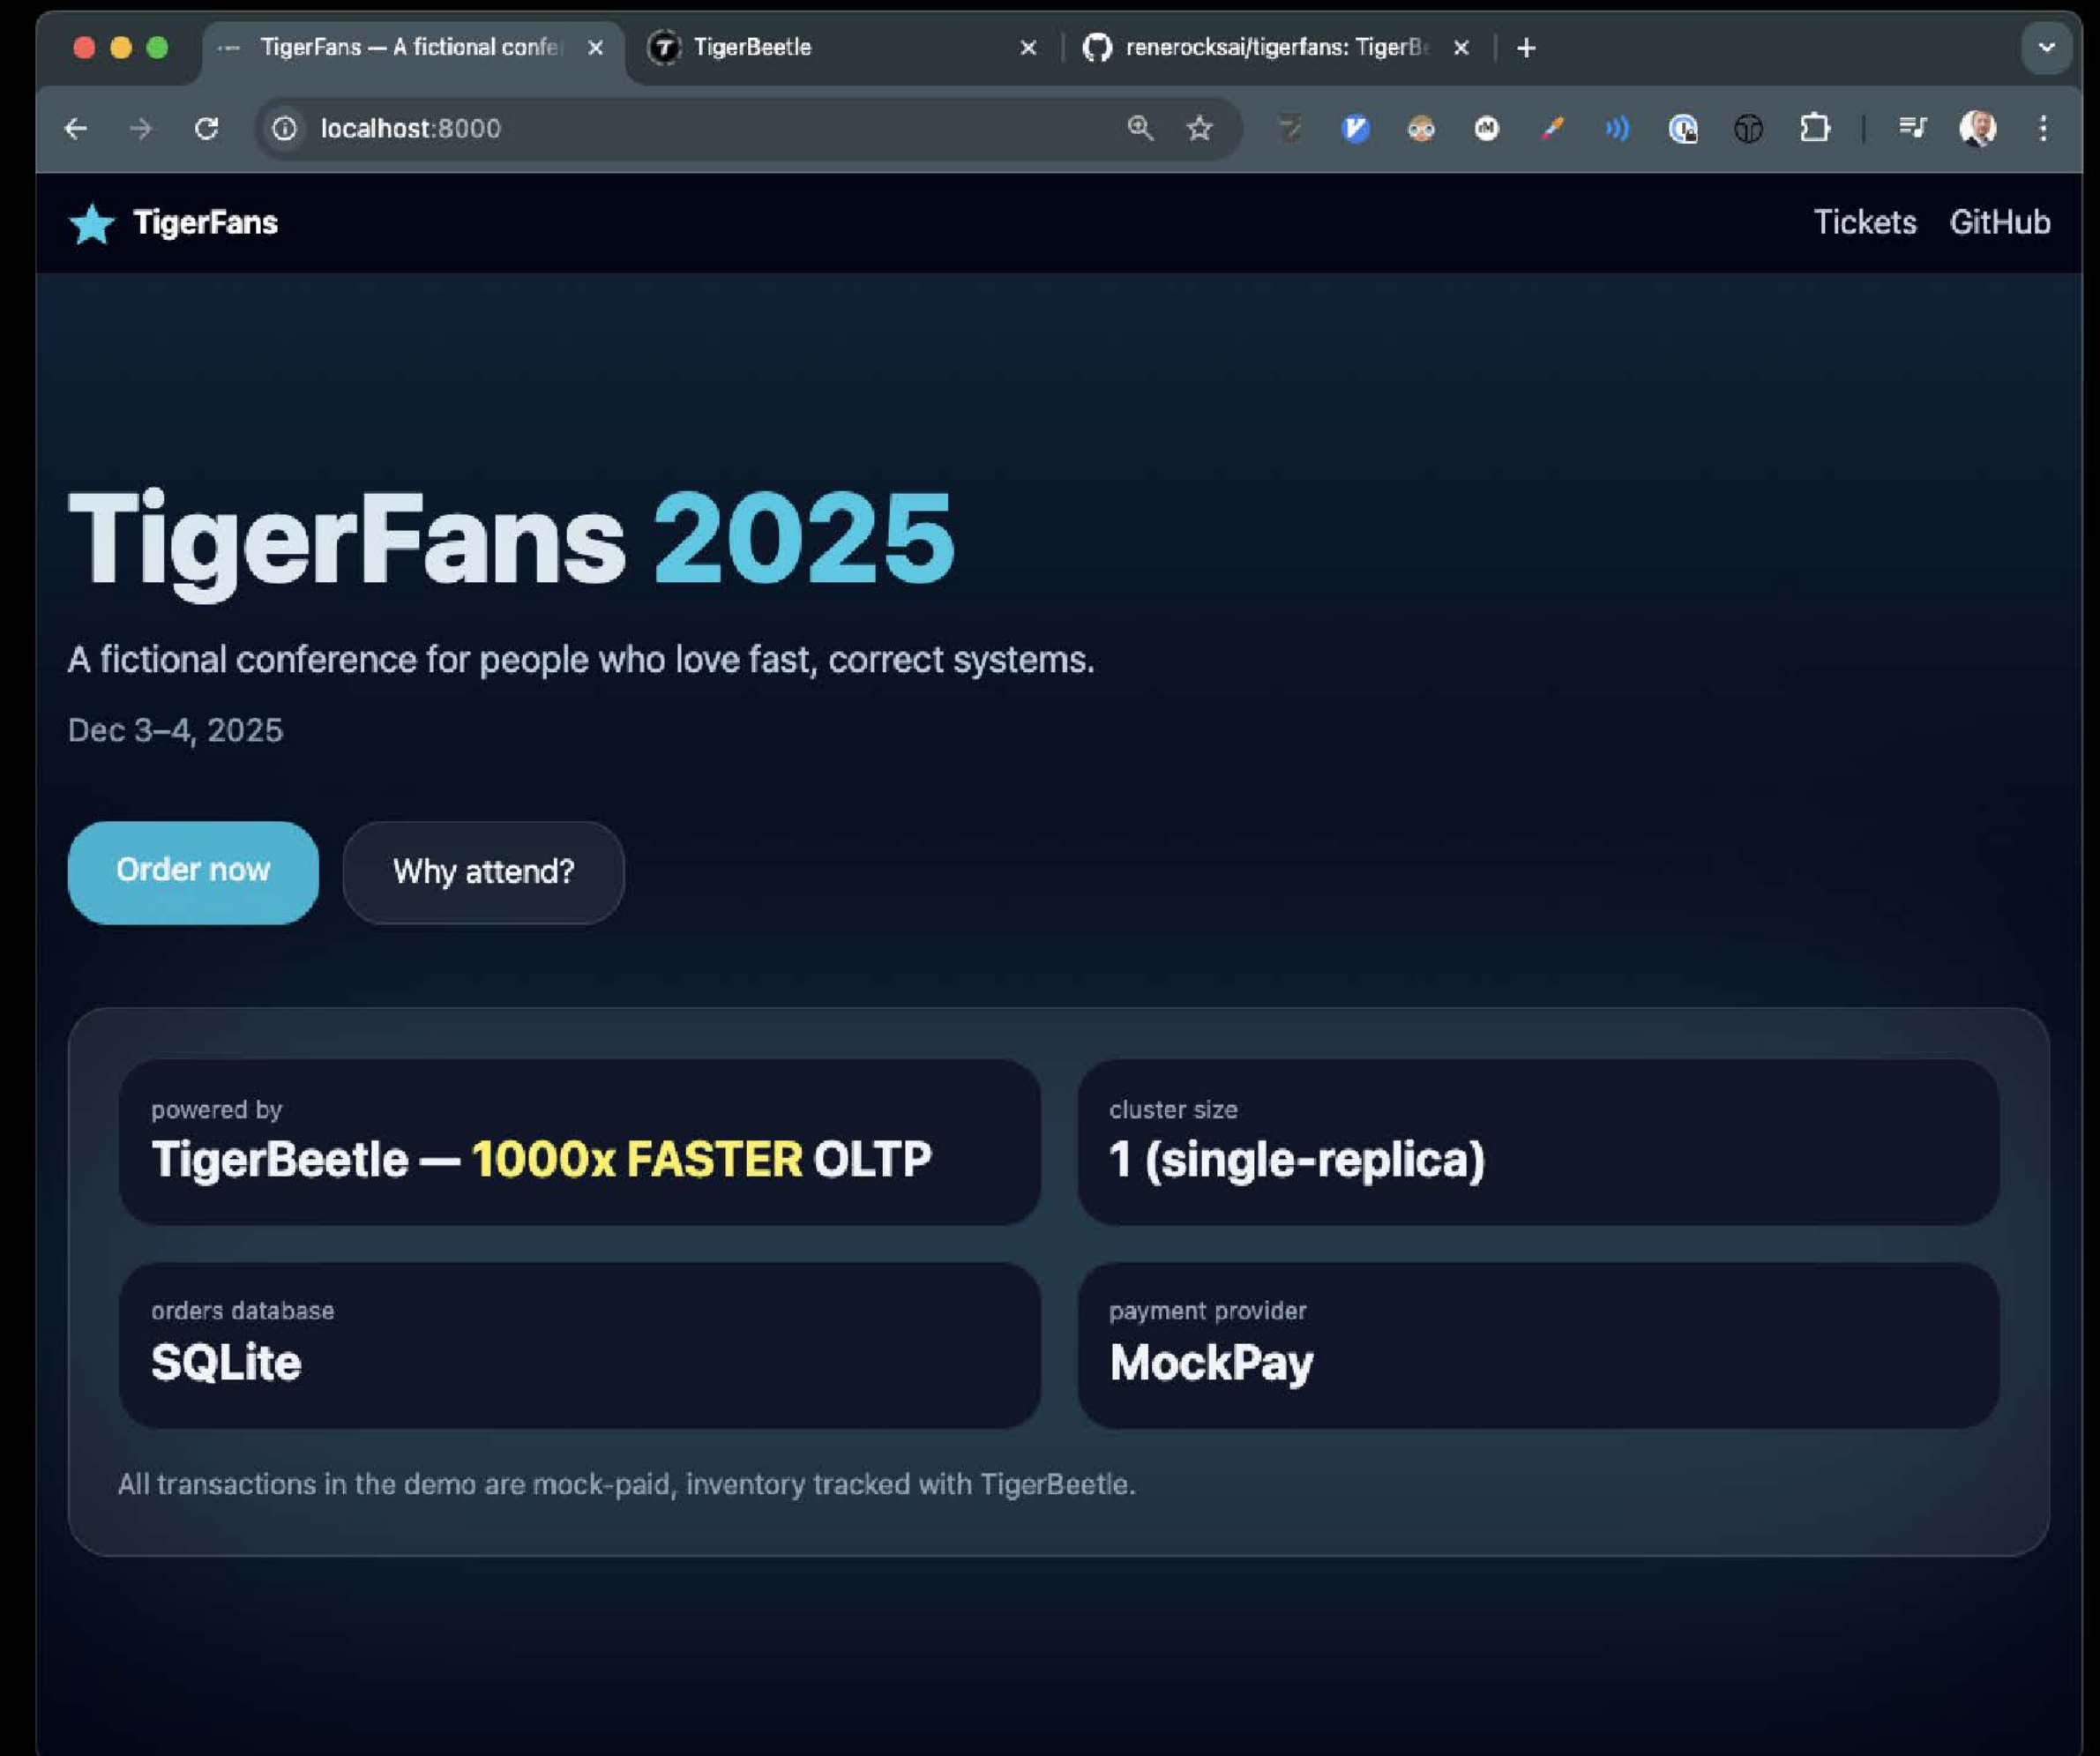 TigerFans — A fictional confe
TigerBeetle
renerocksai/tigerfans: TigerB
localhost:8000
TigerFans
Tickets
GitHub
TigerFans 2025
A fictional conference for people who love fast, correct systems.
Dec 3–4, 2025
Order now
Why attend?
powered by
TigerBeetle — 1000x FASTER OLTP
cluster size
1 (single-replica)
orders database
SQLite
payment provider
MockPay
All transactions in the demo are mock-paid, inventory tracked with TigerBeetle.